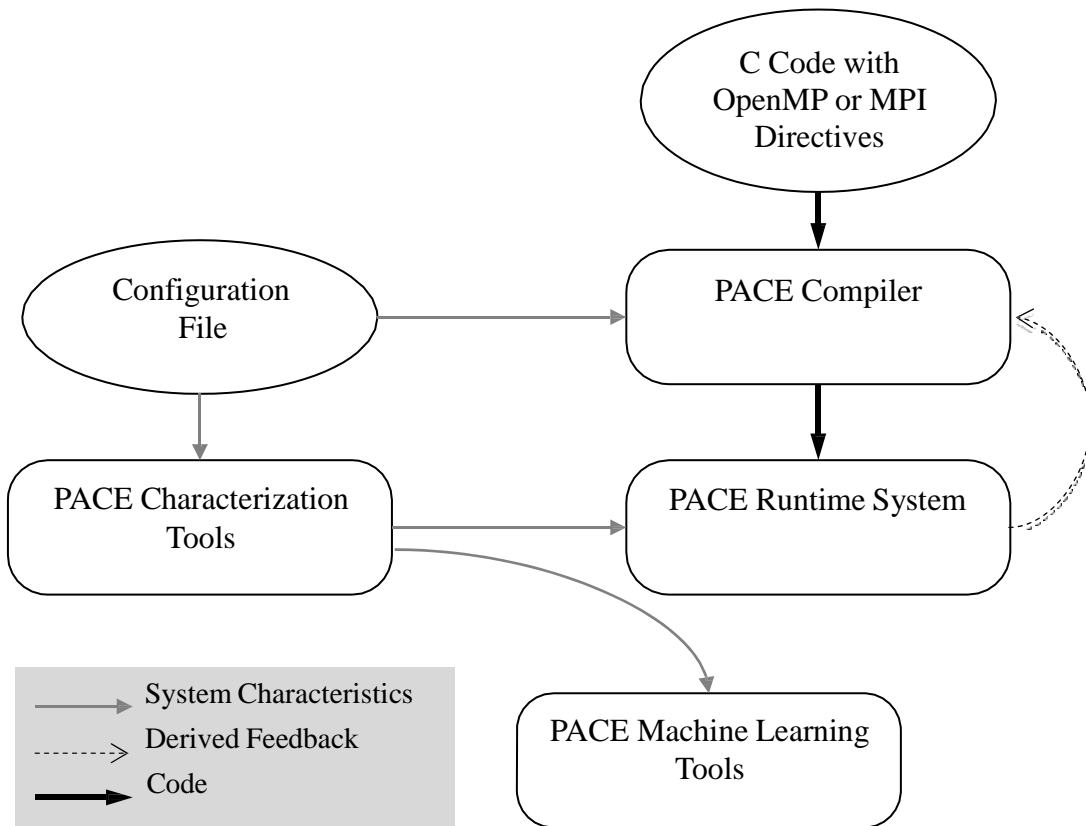 C Code with
OpenMP or MPI
Directives
Configuration
File
PACE Compiler
PACE Characterization
Tools
PACE Runtime System
System Characteristics
Derived Feedback
Code
PACE Machine Learning
Tools